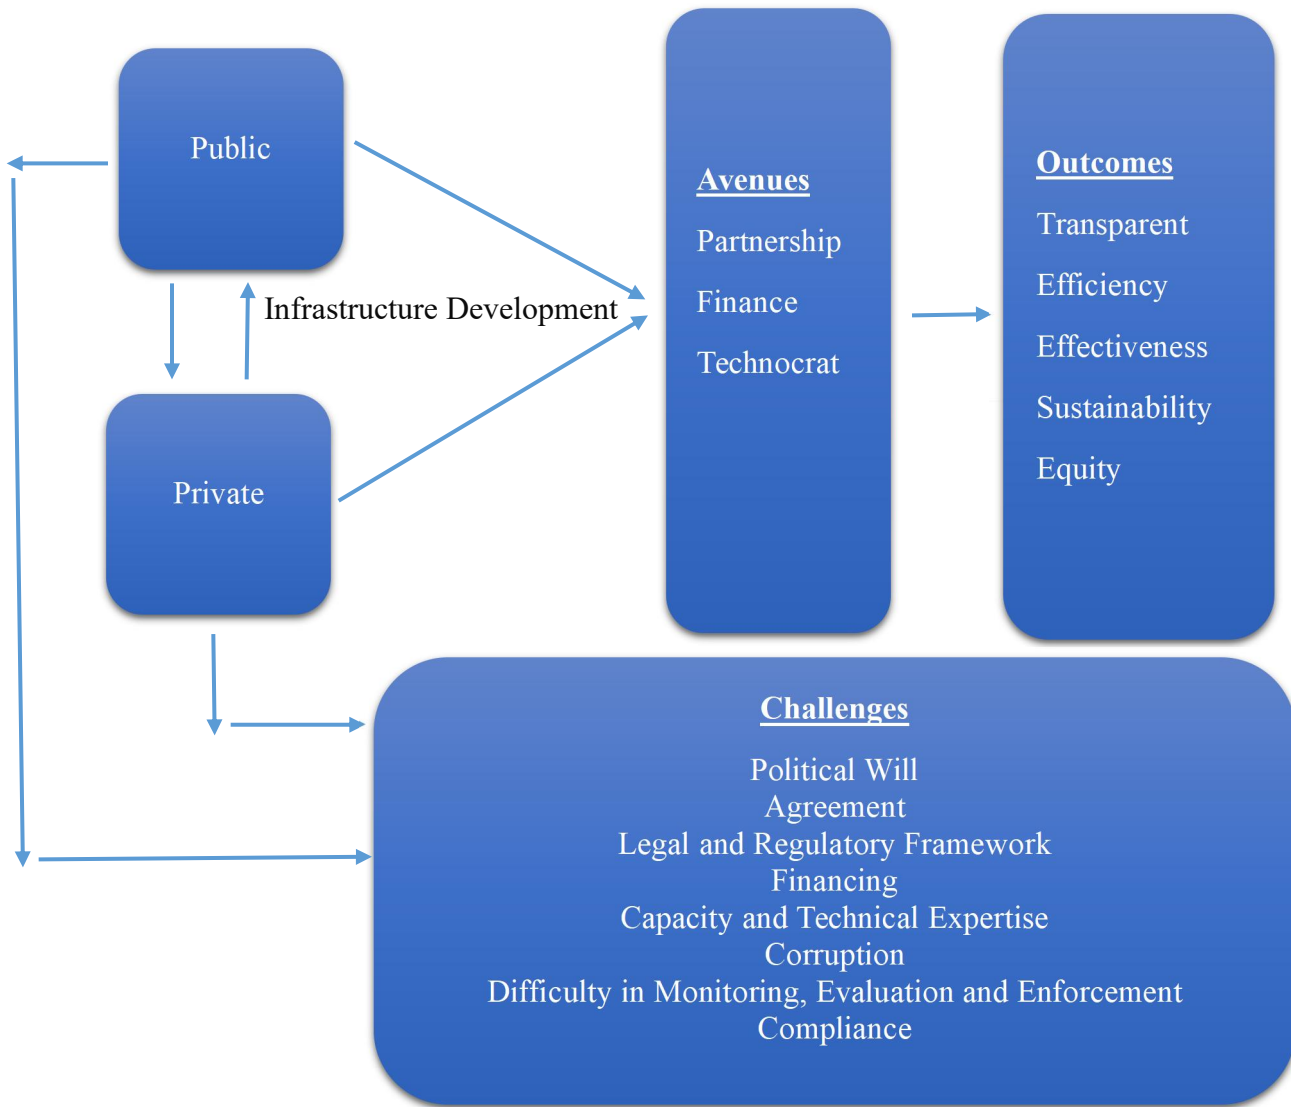 Public
Infrastructure Development
Private
Avenues
Partnership
Finance
Technocrat
Outcomes
Transparent
Efficiency
Effectiveness
Sustainability
Equity
Challenges
Political Will
Agreement
Legal and Regulatory Framework
Financing
Capacity and Technical Expertise
Corruption
Difficulty in Monitoring, Evaluation and Enforcement
Compliance